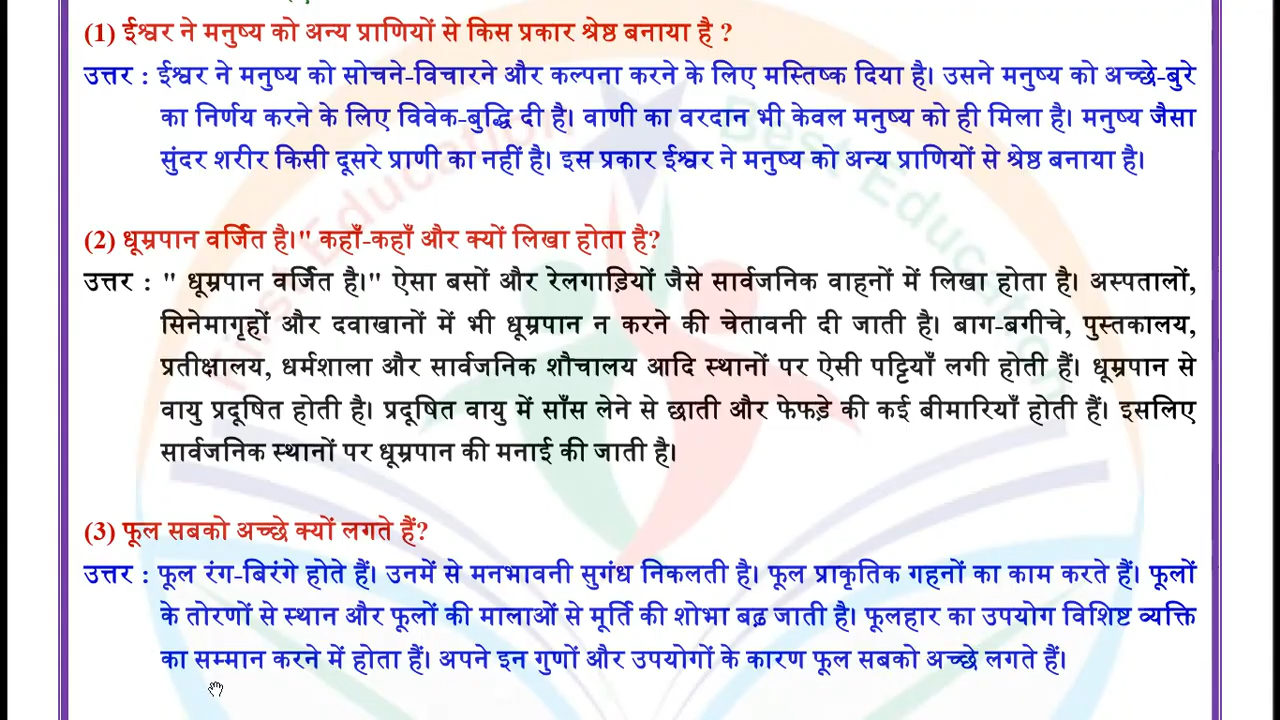 (1) ईश्वर ने मनुष्य को अन्य प्राणियों से किस प्रकार श्रेष्ठ बनाया है ?
उत्तर : ईश्वर ने मनुष्य को सोचने-विचारने और कल्पना करने के लिए मस्तिष्क दिया है। उसने मनुष्य को अच्छे-बुरे
का निर्णय करने के लिए विवेक-बुद्धि दी है। वाणी का वरदान भी केवल मनुष्य को ही मिला है। मनुष्य जैसा
सुंदर शरीर किसी दूसरे प्राणी का नहीं है। इस प्रकार ईश्वर ने मनुष्य को अन्य प्राणियों से श्रेष्ठ बनाया है।
(2) धूम्रपान वर्जित है।" कहाँ-कहाँ और क्यों लिखा होता है?
उत्तर : " धूम्रपान वर्जित है।" ऐसा बसों और रेलगाड़ियों जैसे सार्वजनिक वाहनों में लिखा होता है। अस्पतालों,
सिनेमागृहों और दवाखानों में भी धूम्रपान न करने की चेतावनी दी जाती है। बाग-बगीचे, पुस्तकालय,
प्रतीक्षालय, धर्मशाला और सार्वजनिक शौचालय आदि स्थानों पर ऐसी पट्टियाँ लगी होती हैं। धूम्रपान से
वायु प्रदूषित होती है। प्रदूषित वायु में साँस लेने से छाती और फेफड़े की कई बीमारियाँ होती हैं। इसलिए
सार्वजनिक स्थानों पर धूम्रपान की मनाई की जाती है।
(3) फूल सबको अच्छे क्यों लगते हैं?
उत्तर : फूल रंग-बिरंगे होते हैं। उनमें से मनभावनी सुगंध निकलती है। फूल प्राकृतिक गहनों का काम करते हैं। फूलों
के तोरणों से स्थान और फूलों की मालाओं से मूर्ति की शोभा बढ़ जाती है। फूलहार का उपयोग विशिष्ट व्यक्ति
का सम्मान करने में होता हैं। अपने इन गुणों और उपयोगों के कारण फूल सबको अच्छे लगते हैं।